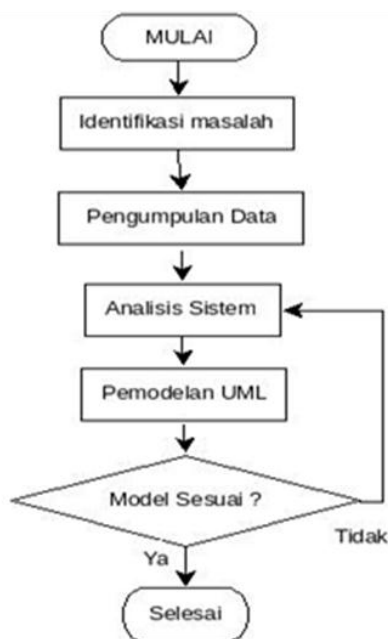 MULAI
Identifikasi masalah
Pengumpulan Data
Analisis Sistem
Pemodelan UML
Model Sesuai ?
Tidak
Ya
Selesai